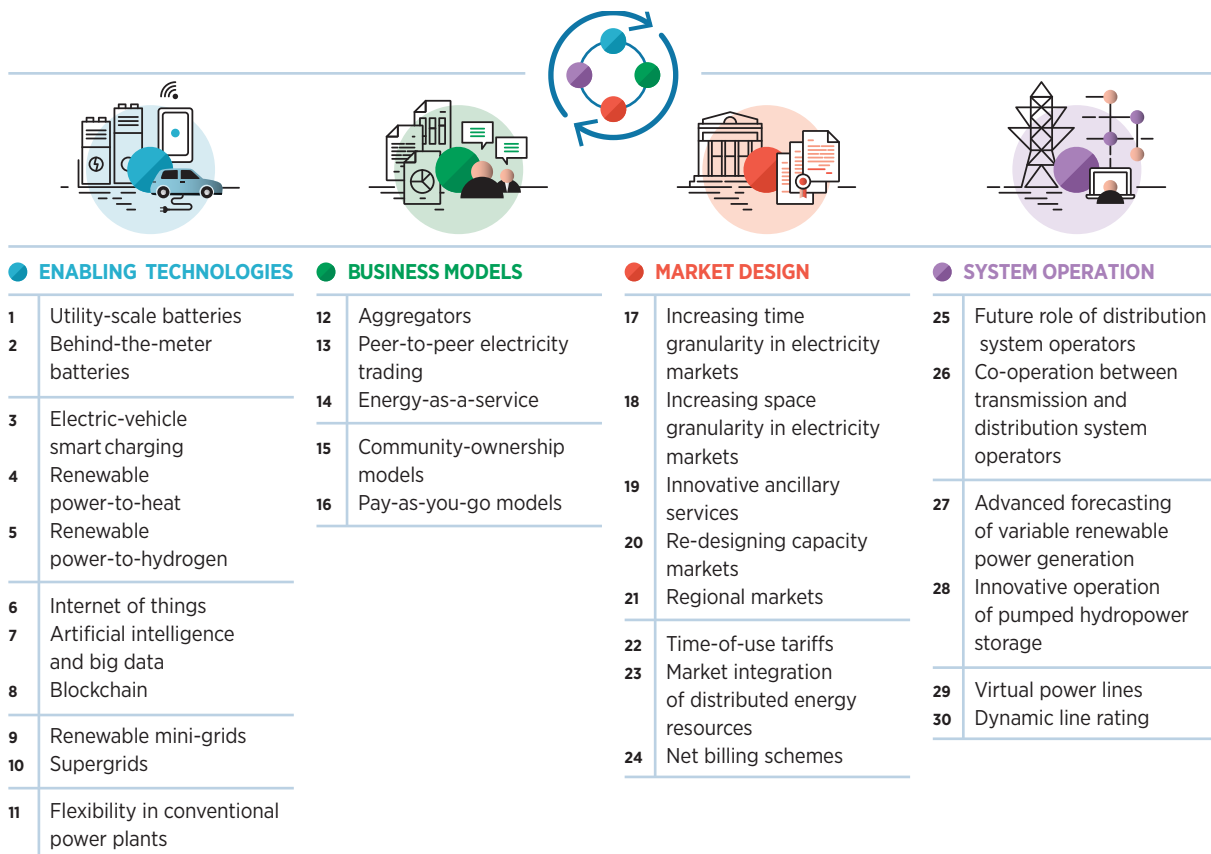 ENABLING TECHNOLOGIES
1 Utility-scale batteries
2 Behind-the-meter
batteries
3 Electric-vehicle
smart charging
4 Renewable
power-to-heat
5 Renewable
power-to-hydrogen
6 Internet of things
7 Artificial intelligence
and big data
8 Blockchain
9 Renewable mini-grids
10 Supergrids
11 Flexibility in conventional
power plants
BUSINESS MODELS
12 Aggregators
13 Peer-to-peer electricity
trading
14 Energy-as-a-service
15 Community-ownership
models
16 Pay-as-you-go models
MARKET DESIGN
17 Increasing time
granularity in electricity
markets
18 Increasing space
granularity in electricity
markets
19 Innovative ancillary
services
20 Re-designing capacity
markets
21 Regional markets
22 Time-of-use tariffs
23 Market integration
of distributed energy
resources
24 Net billing schemes
SYSTEM OPERATION
25 Future role of distribution
system operators
26 Co-operation between
transmission and
distribution system
operators
27 Advanced forecasting
of variable renewable
power generation
28 Innovative operation
of pumped hydropower
storage
29 Virtual power lines
30 Dynamic line rating